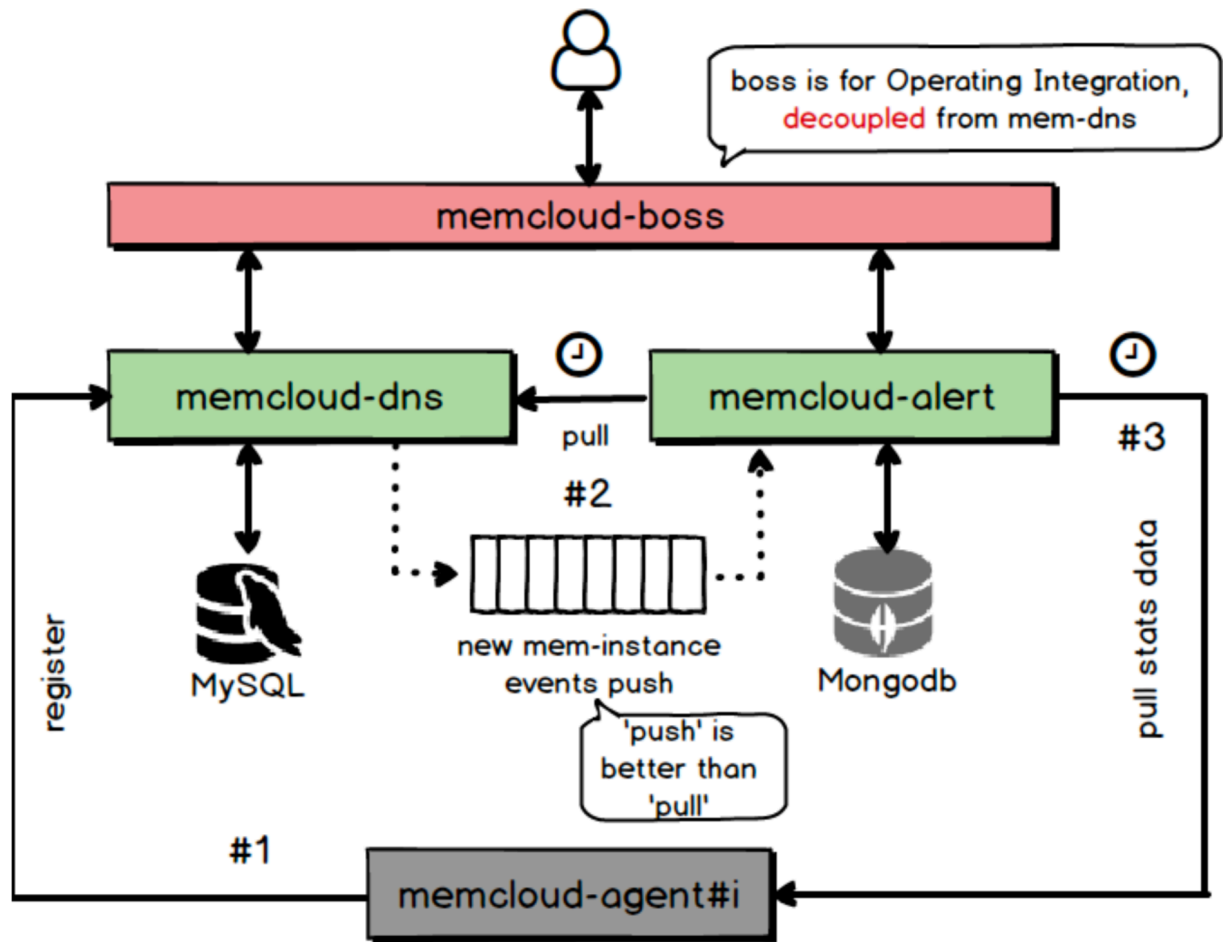 boss is for Operating Integration,
decoupled from mem-dns
memcloud-boss
memcloud-dns
memcloud-alert
pull
#2
#3
new mem-instance
events push
MySQL
Mongodb
'push' is
better than
'pull'
register
pull stats data
#1
memcloud-agent#i